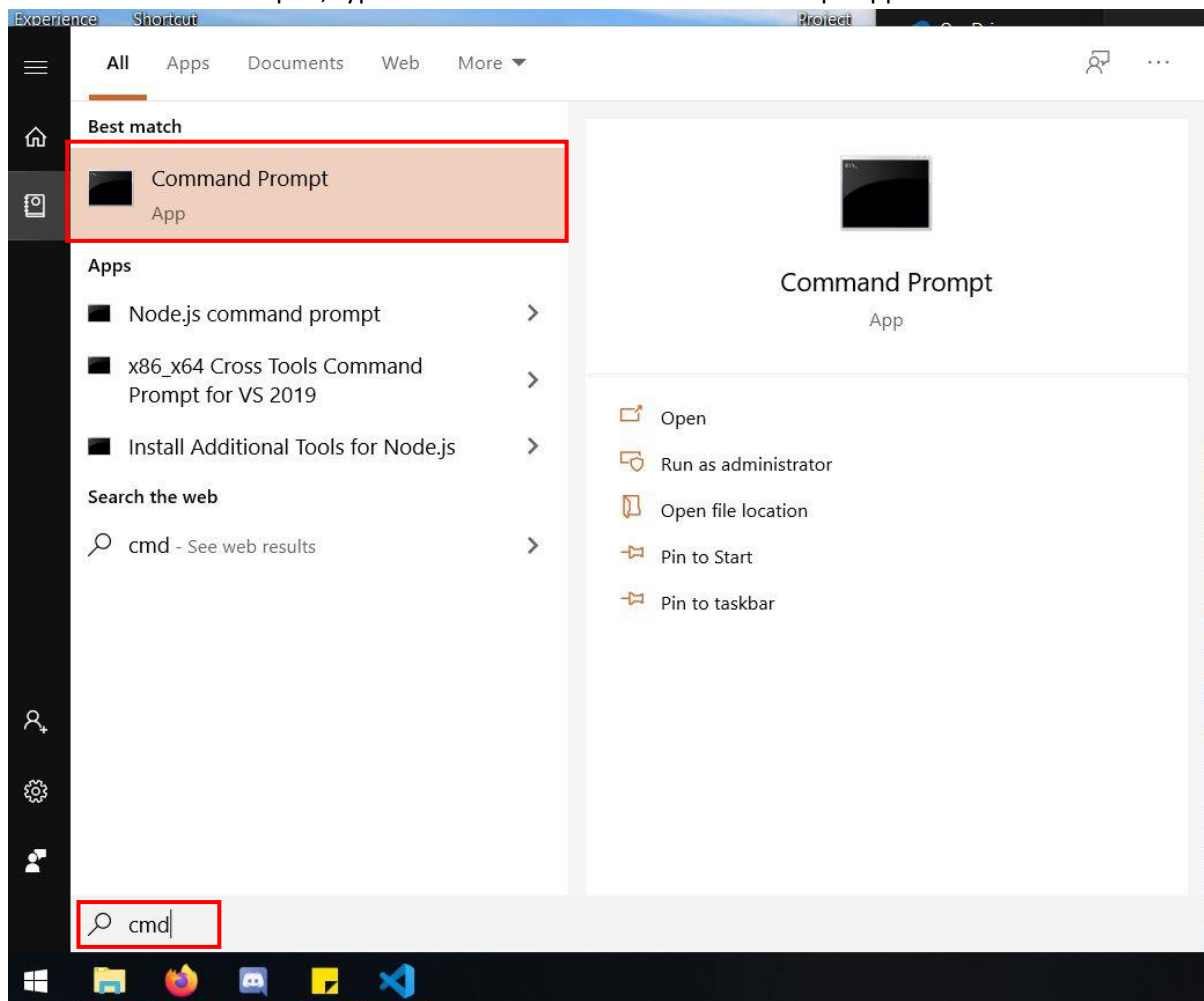 Experience Shortcut Project
All Apps Documents Web More
Best match
Command Prompt
App
Apps
Node.js command prompt
x86_x64 Cross Tools Command
Prompt for VS 2019
Install Additional Tools for Node.js
Search the web
cmd - See web results
Command Prompt
App
Open
Run as administrator
Open file location
Pin to Start
Pin to taskbar
cmd